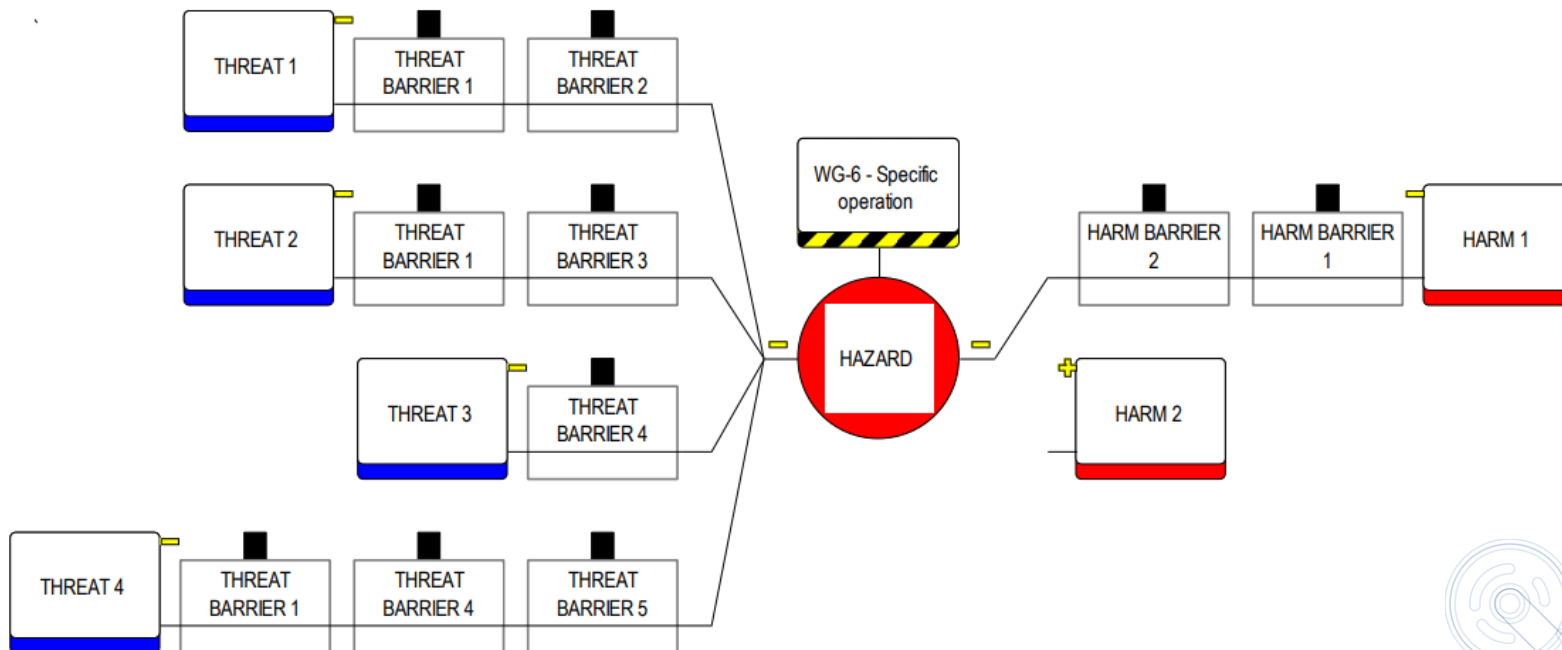 THREAT 1
THREAT
BARRIER 1
THREAT
BARRIER 2
WG-6 - Specific
operation
THREAT 2
THREAT
BARRIER 1
THREAT
BARRIER 3
HARM BARRIER
2
HARM BARRIER
1
HARM 1
HAZARD
THREAT 3
THREAT
BARRIER 4
HARM 2
THREAT 4
THREAT
BARRIER 1
THREAT
BARRIER 4
THREAT
BARRIER 5